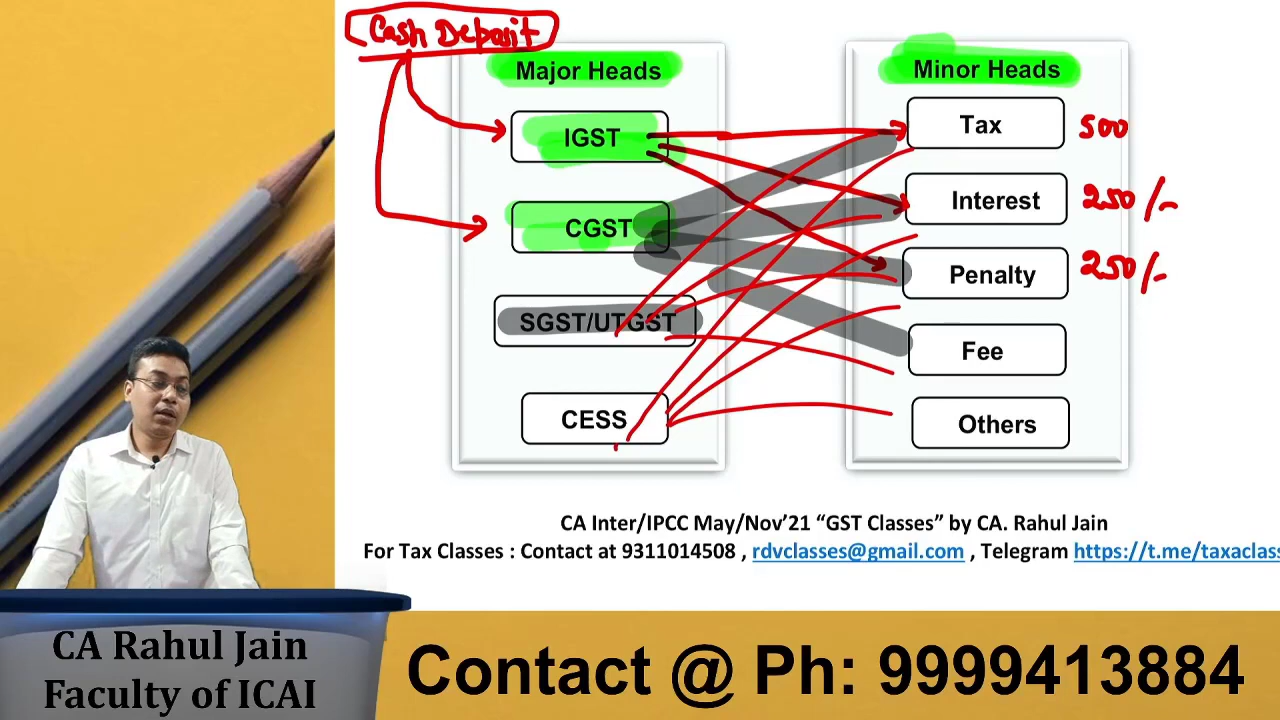 Cash Deposit
Major Heads
IGST
CGST
SGST/UTGST
CESS
Minor Heads
Tax 500
Interest 250/-
Penalty 250/-
Fee
Others
CA Inter/IPCC May/Nov’21 “GST Classes” by CA. Rahul Jain
For Tax Classes : Contact at 9311014508 , rdvclasses@gmail.com , Telegram https://t.me/taxaclass
CA Rahul Jain
Faculty of ICAI
Contact @ Ph: 9999413884